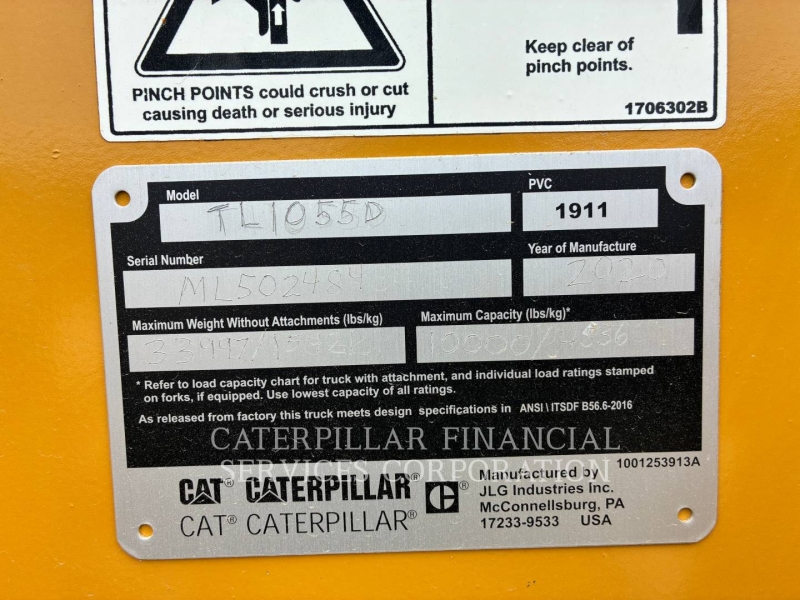 PINCH POINTS could crush or cut
causing death or serious injury
Keep clear of
pinch points.
1706302B
Model
TL1055D
PVC
1911
Serial Number
ML502484
Year of Manufacture
2020
Maximum Weight Without Attachments (lbs/kg)
Maximum Capacity (lbs/kg)*
10000/4536
* Refer to load capacity chart for truck with attachment, and individual load ratings stamped
on forks, if equipped. Use lowest capacity of all ratings.
As released from factory this truck meets design specifications in ANSI \ ITSDF B56.6-2016
CATERPILLAR FINANCIAL
SERVICES CORPORATION
1001253913A
CAT® CATERPILLAR® C®
CAT® CATERPILLAR®
Manufactured by
JLG Industries Inc.
McConnellsburg, PA
17233-9533 USA